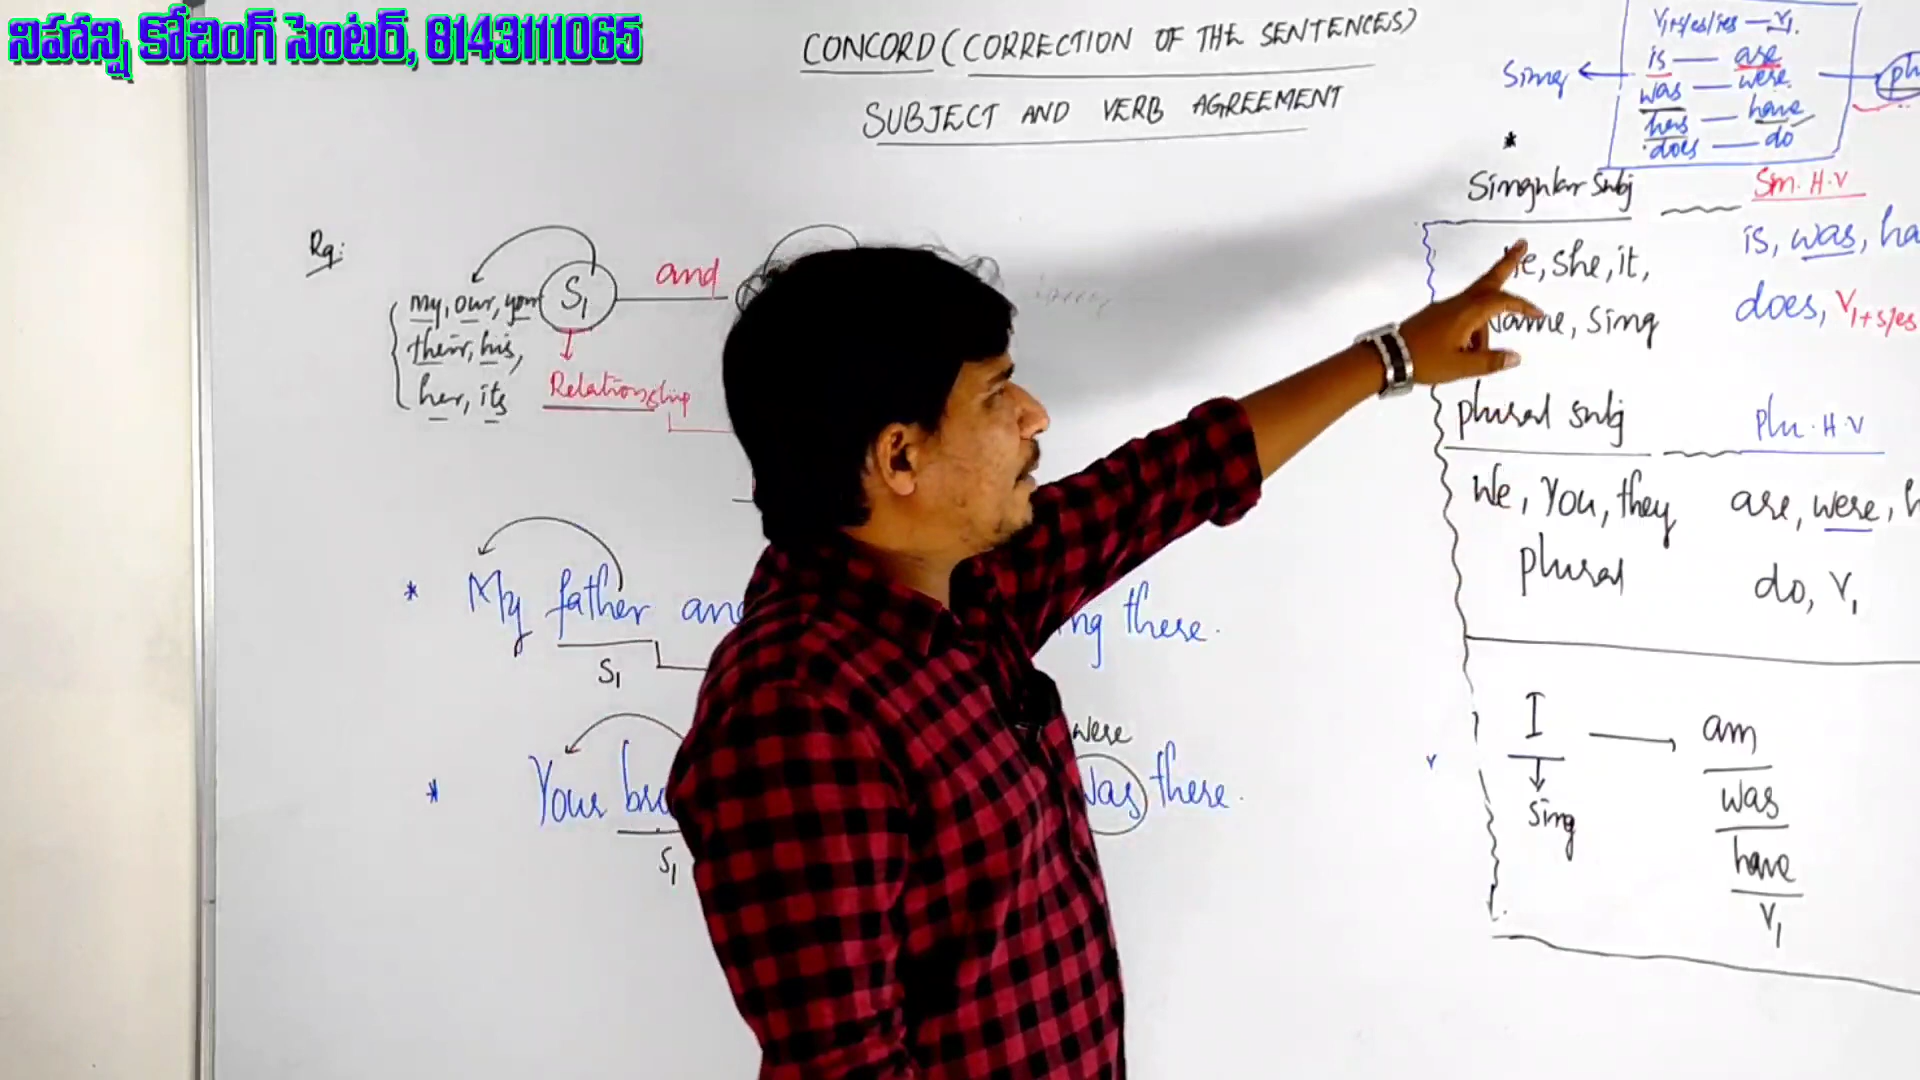 నిహాన్షి కోచింగ్ సెంటర్, 8143111065
CONCORD (CORRECTION OF THE SENTENCES)
SUBJECT AND VERB AGREEMENT
V1+s/es/ies — V1.
is — are
was — were
has — have
does — do
Sing
*
Singular Subj
Sin. H.V
he, she, it,
Name, Sing
is, was, ha
does, V1+s/es
plural subj
Plu. H.V
We, You, they
plural
are, were, h
do, V1
I
Sing
am
was
have
V1
Rq:
S1
and
my, our, your
their, his,
her, its
Relationship
* My father and
ng there.
S1
were
* Your bro
was there.
S1